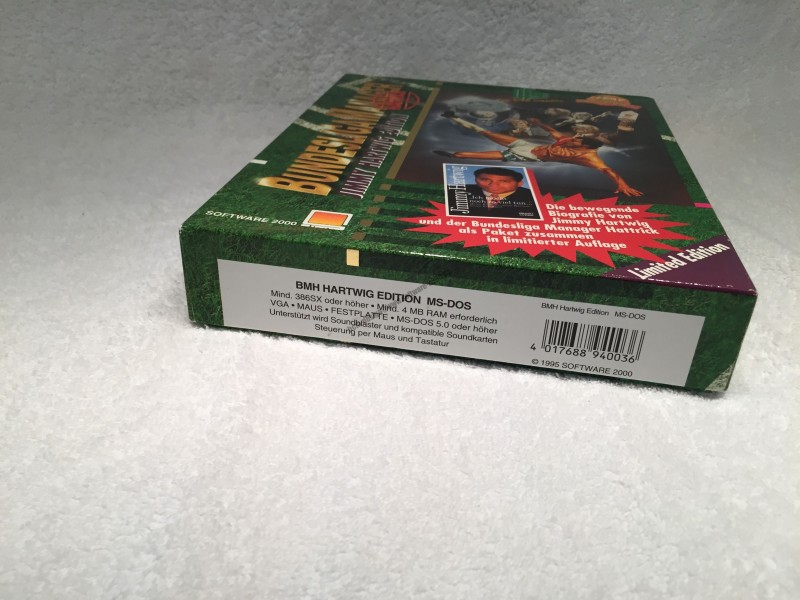 BUNDESLIGA MANAGER
JIMMY HARTWIG EDITION
SOFTWARE 2000
Jimmy Hartwig
Die bewegende
Biografie von
Jimmy Hartwig
und der Bundesliga Manager Hattrick
als Paket zusammen
in limitierter Auflage
Limited Edition
BMH HARTWIG EDITION MS-DOS
Mind. 386SX oder höher • Mind. 4 MB RAM erforderlich
VGA • MAUS • FESTPLATTE • MS-DOS 5.0 oder höher
Unterstützt wird Soundblaster und kompatible Soundkarten
Steuerung per Maus und Tastatur
BMH Hartwig Edition MS-DOS
4 017688 940036
© 1995 SOFTWARE 2000